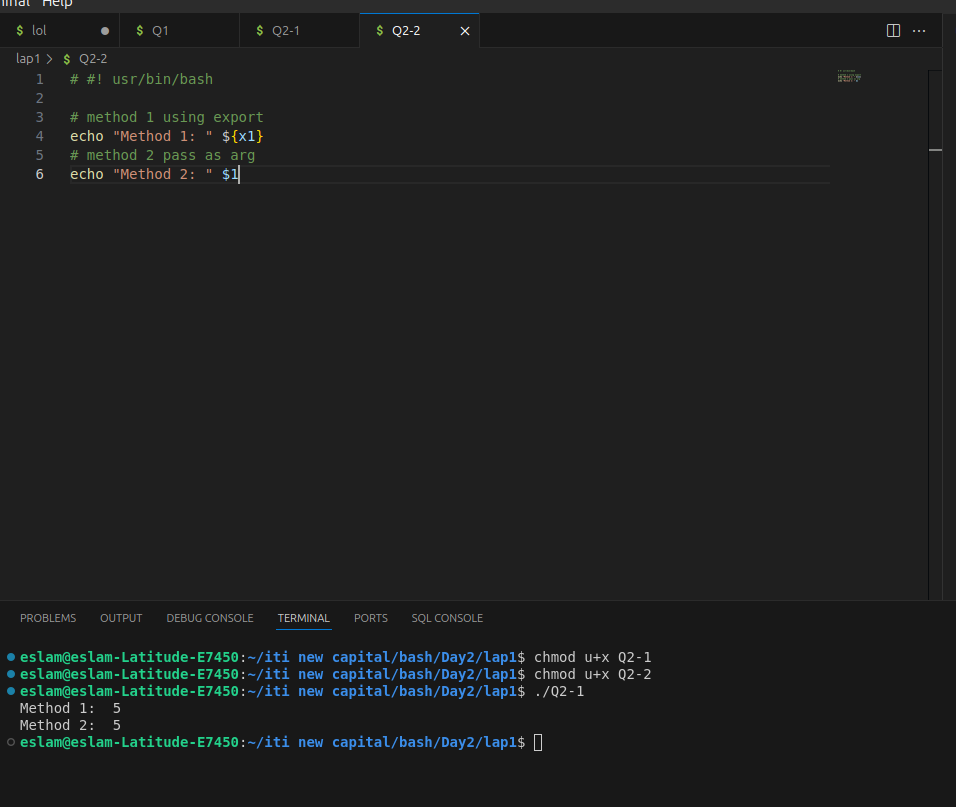 minal Help
$ lol ● $ Q1 $ Q2-1 $ Q2-2 × ···
lap1 > $ Q2-2
1 # #! usr/bin/bash
2
3 # method 1 using export
4 echo "Method 1: " ${x1}
5 # method 2 pass as arg
6 echo "Method 2: " $1
PROBLEMS OUTPUT DEBUG CONSOLE TERMINAL PORTS SQL CONSOLE
eslam@eslam-Latitude-E7450:~/iti new capital/bash/Day2/lap1$ chmod u+x Q2-1
eslam@eslam-Latitude-E7450:~/iti new capital/bash/Day2/lap1$ chmod u+x Q2-2
eslam@eslam-Latitude-E7450:~/iti new capital/bash/Day2/lap1$ ./Q2-1
Method 1:  5
Method 2:  5
eslam@eslam-Latitude-E7450:~/iti new capital/bash/Day2/lap1$